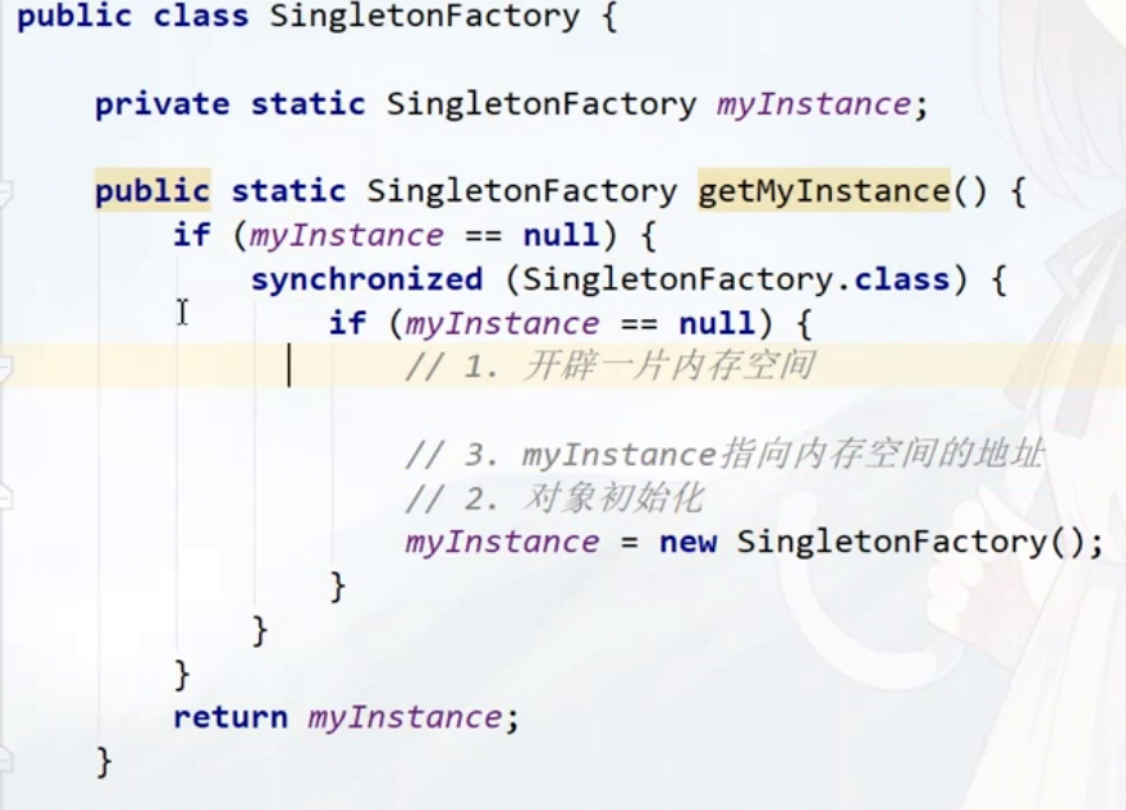 public class SingletonFactory {
private static SingletonFactory myInstance;
public static SingletonFactory getMyInstance() {
if (myInstance == null) {
synchronized (SingletonFactory.class) {
if (myInstance == null) {
// 1. 开辟一片内存空间
// 3. myInstance指向内存空间的地址
// 2. 对象初始化
myInstance = new SingletonFactory();
}
}
}
return myInstance;
}